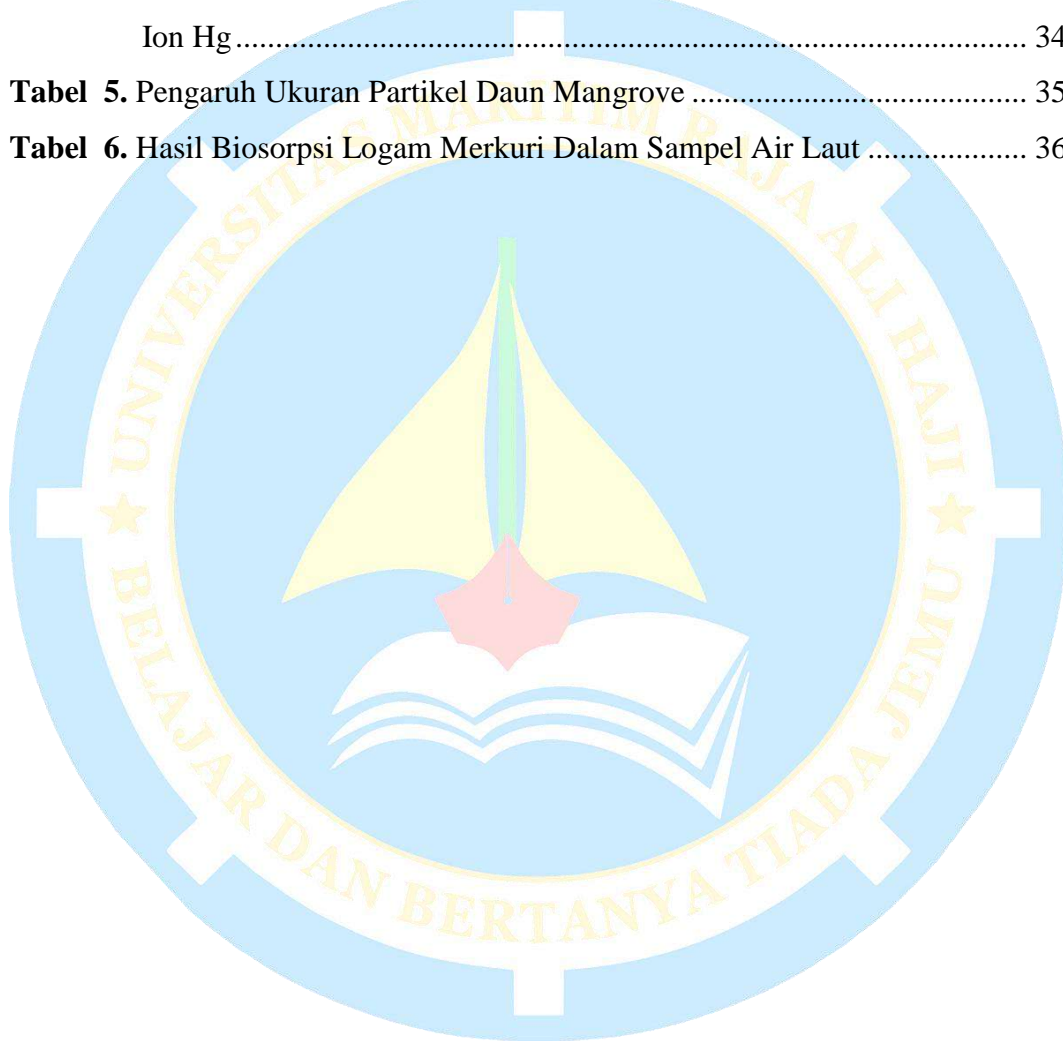 Ion Hg........................................................................................................ 34
Tabel 5. Pengaruh Ukuran Partikel Daun Mangrove ........................................... 35
Tabel 6. Hasil Biosorpsi Logam Merkuri Dalam Sampel Air Laut .................... 36
UNIVERSITAS MARITIM RAJA ALI HAJI
BELAJAR DAN BERTANYA TIADA JEMU